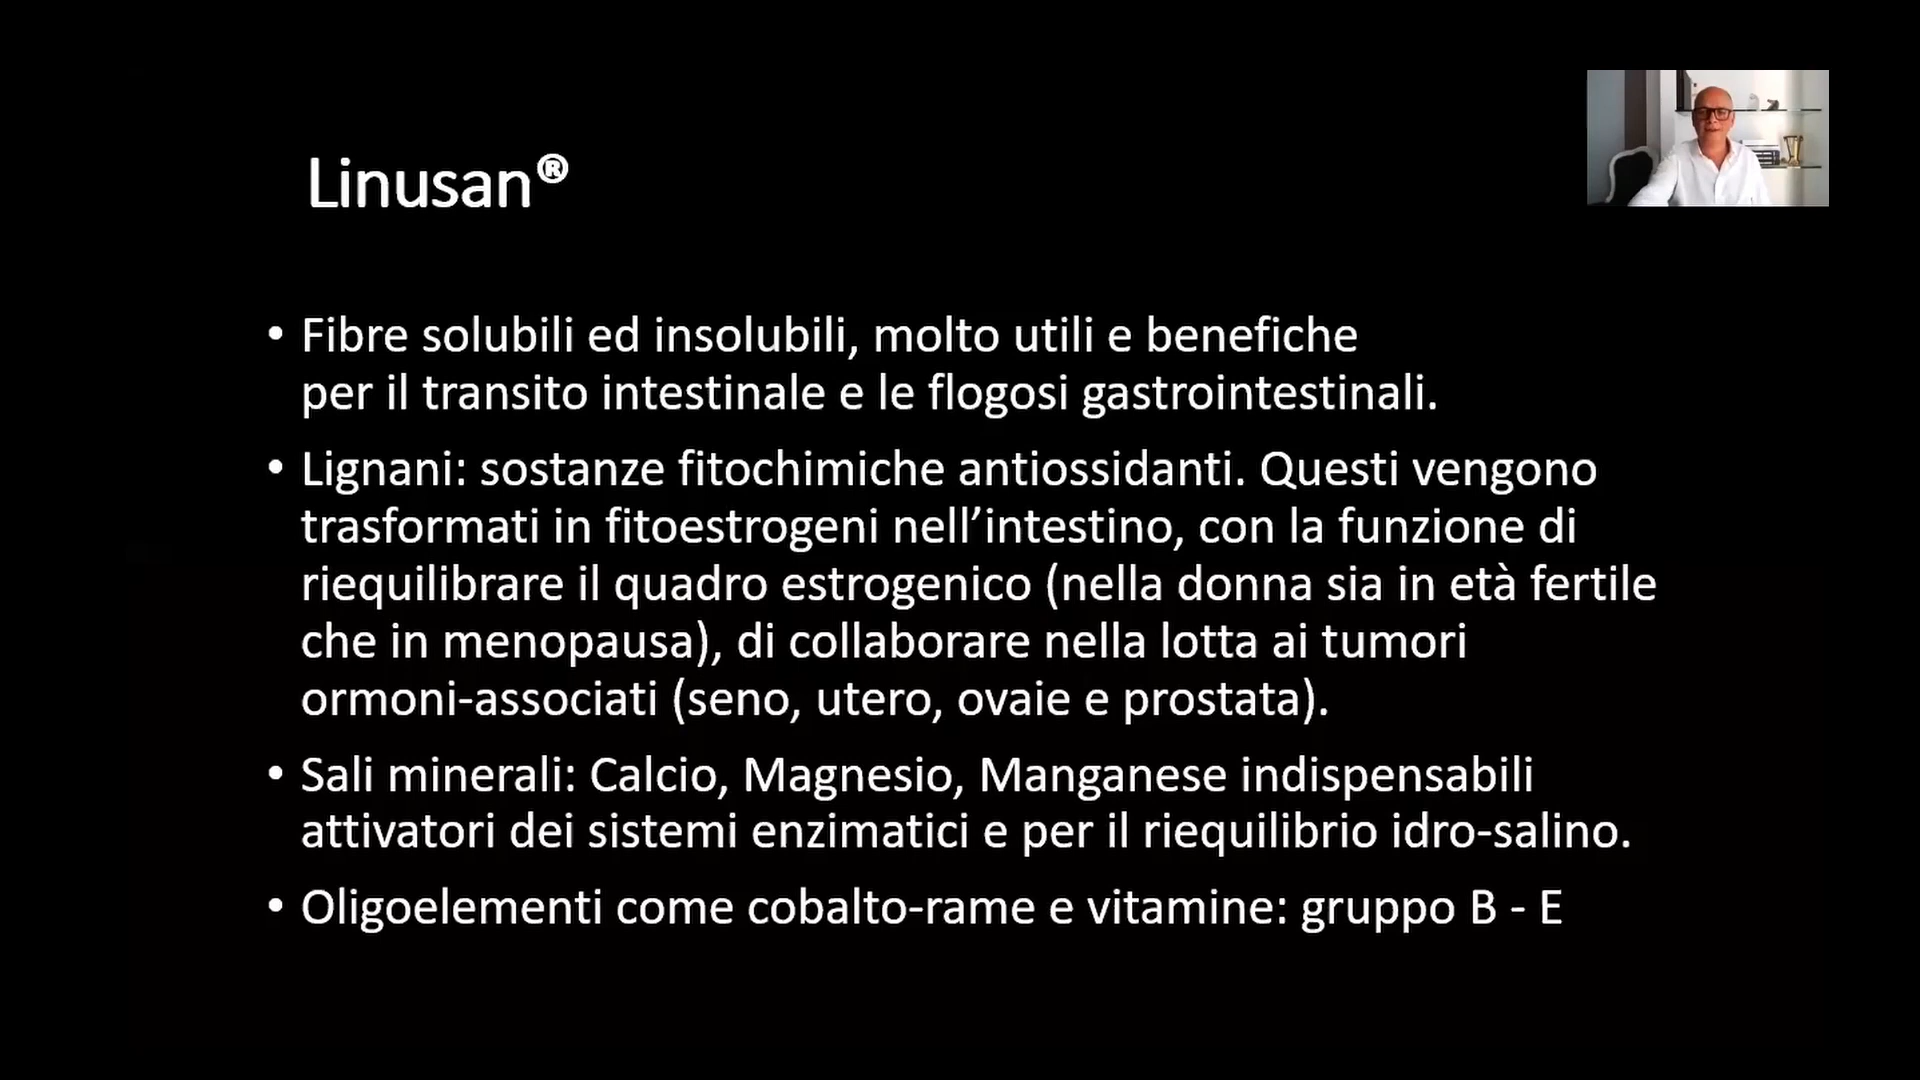 Linusan®
• Fibre solubili ed insolubili, molto utili e benefiche
per il transito intestinale e le flogosi gastrointestinali.
• Lignani: sostanze fitochimiche antiossidanti. Questi vengono
trasformati in fitoestrogeni nell’intestino, con la funzione di
riequilibrare il quadro estrogenico (nella donna sia in età fertile
che in menopausa), di collaborare nella lotta ai tumori
ormoni-associati (seno, utero, ovaie e prostata).
• Sali minerali: Calcio, Magnesio, Manganese indispensabili
attivatori dei sistemi enzimatici e per il riequilibrio idro-salino.
• Oligoelementi come cobalto-rame e vitamine: gruppo B - E